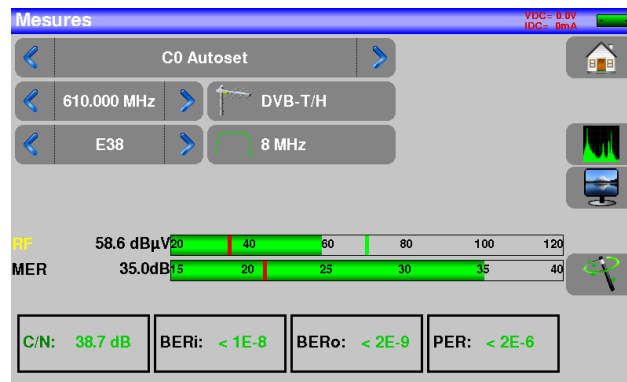 Mesures
VDC= 0.0V
IDC= 0mA
C0 Autoset
610.000 MHz
DVB-T/H
E38
8 MHz
RF 58.6 dBµV 20 40 60 80 100 120
MER 35.0dB 15 20 25 30 35 40
C/N: 38.7 dB BERi: < 1E-8 BERo: < 2E-9 PER: < 2E-6